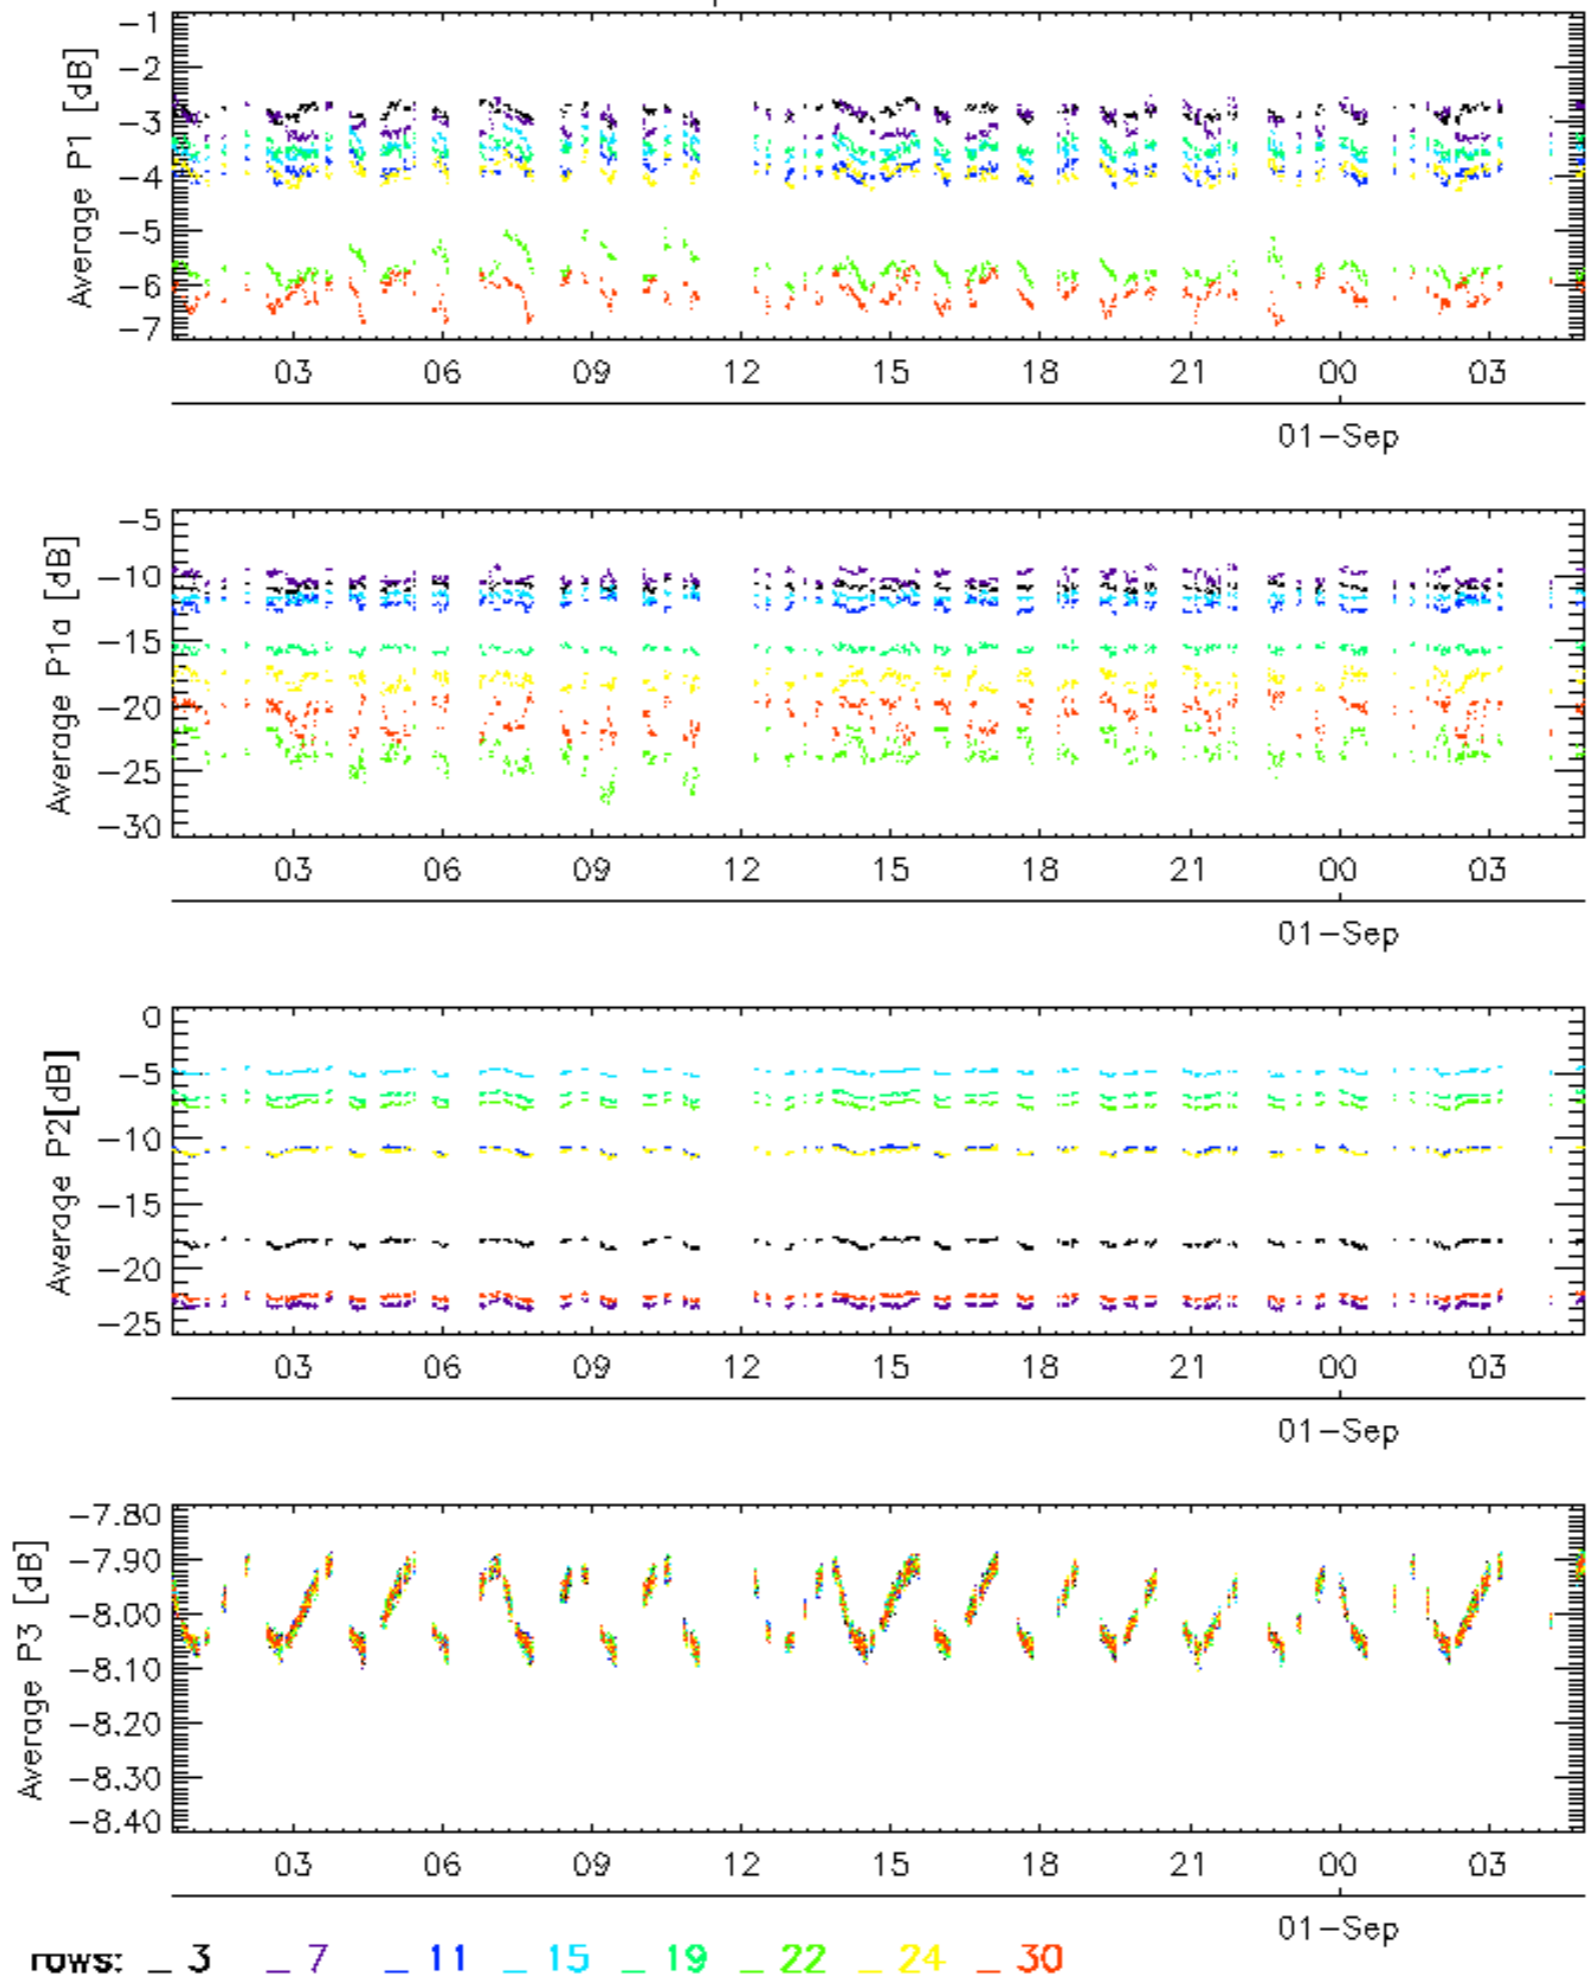 Average P1 [dB]
-1
-2
-3
-4
-5
-6
-7
03 06 09 12 15 18 21 00 03
01-Sep
Average P1a [dB]
-5
-10
-15
-20
-25
-30
03 06 09 12 15 18 21 00 03
01-Sep
Average P2[dB]
0
-5
-10
-15
-20
-25
03 06 09 12 15 18 21 00 03
01-Sep
Average P3 [dB]
-7.80
-7.90
-8.00
-8.10
-8.20
-8.30
-8.40
03 06 09 12 15 18 21 00 03
01-Sep
rows: _ 3 _ 7 _ 11 _ 15 _ 19 _ 22 _ 24 _ 30